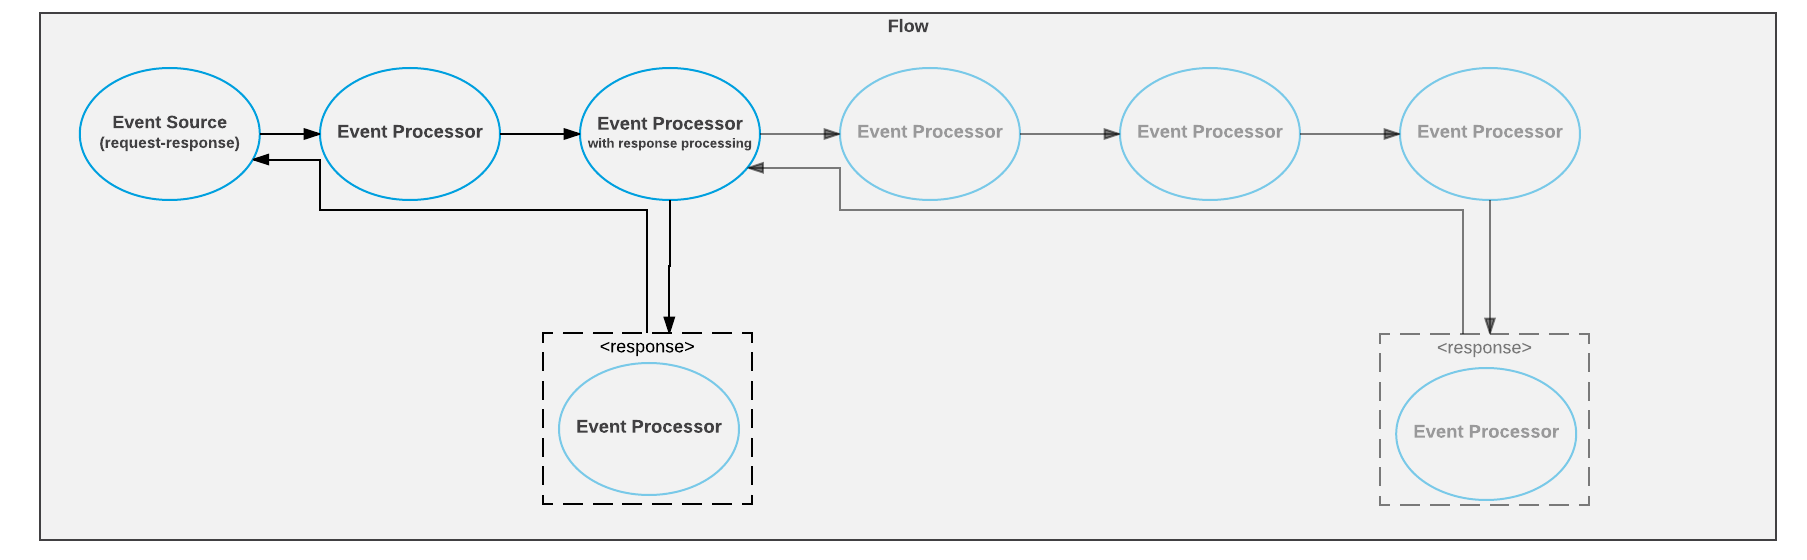 Flow
Event Source
(request-response)
Event Processor
Event Processor
with response processing
Event Processor
Event Processor
Event Processor
<response>
Event Processor
<response>
Event Processor